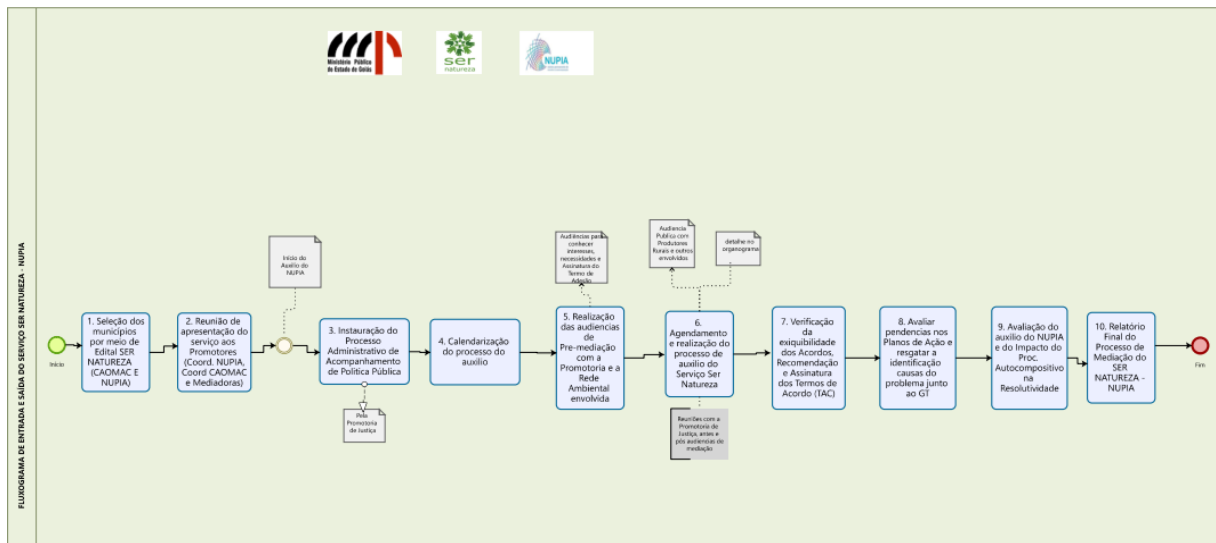 Ministério Público
do Estado de Goiás
ser
natureza
NUPIA
FLUXOGRAMA DE ENTRADA E SAÍDA DO SERVIÇO SER NATUREZA - NUPIA
Início
1. Seleção dos
municípios
por meio de
Edital SER
NATUREZA
(CAOMAC E
NUPIA)
2. Reunião de
apresentação do
serviço aos
Promotores
(Coord. NUPIA,
Coord CAOMAC
e Mediadoras)
Início do
Auxílio do
NUPIA
3. Instauração do
Processo
Administrativo de
Acompanhamento
de Política Pública
Pela
Promotoria
de Justiça
4. Calendarização
do processo do
auxílio
Audiências para
conhecer
interesses,
necessidades e
Assinatura do
Termo de
Adesão
5. Realização
das audiencias
de
Pre-mediação
com a
Promotoria e a
Rede
Ambiental
envolvida
Audiencia
Publica com
Produtores
Rurais e outros
envolvidos
detalhe no
organograma
6.
Agendamento
e realização do
processo de
auxilio do
Serviço Ser
Natureza
Reuniões com a
Promotoria de
Justiça, antes e
pós audiencias de
mediação
7. Verificação
da
exiquibilidade
dos Acordos,
Recomendação
e Assinatura
dos Termos de
Acordo (TAC)
8. Avaliar
pendencias nos
Planos de Ação e
resgatar a
identificação
causas do
problema junto
ao GT
9. Avaliação do
auxilio do NUPIA
e do Impacto do
Proc.
Autocompositivo
na
Resolutividade
10. Relatório
Final do
Processo de
Mediação do
SER NATUREZA -
NUPIA
Fim